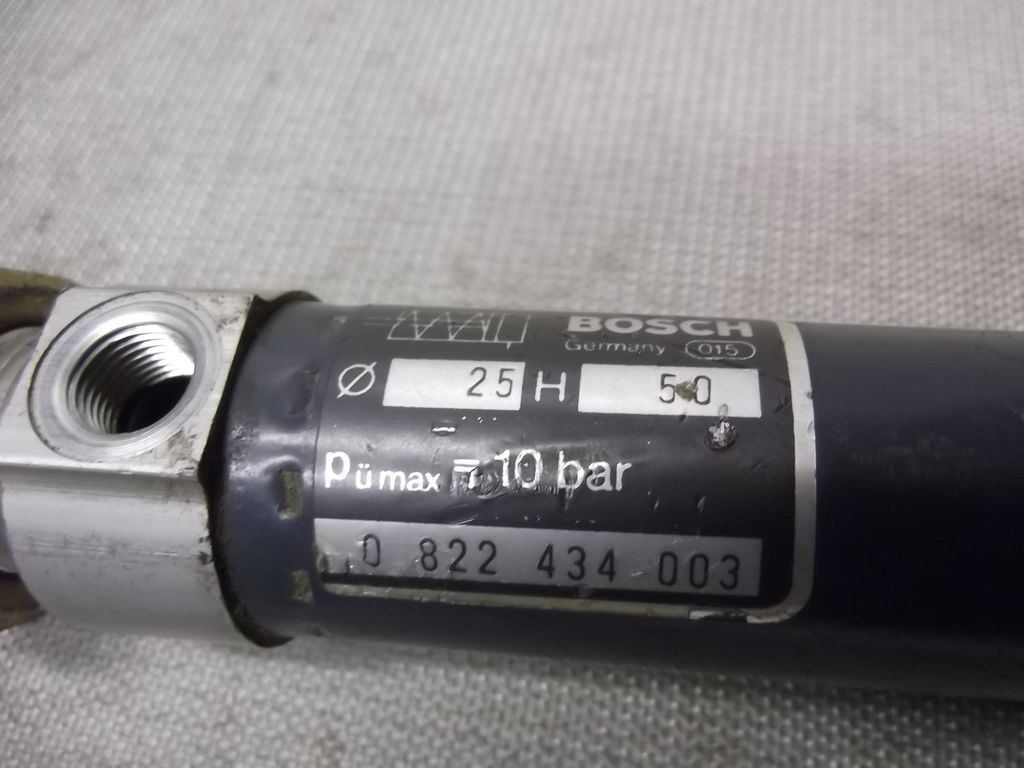 BOSCH
Germany 015
Ø 25 H 50
pü max = 10 bar
0 822 434 003